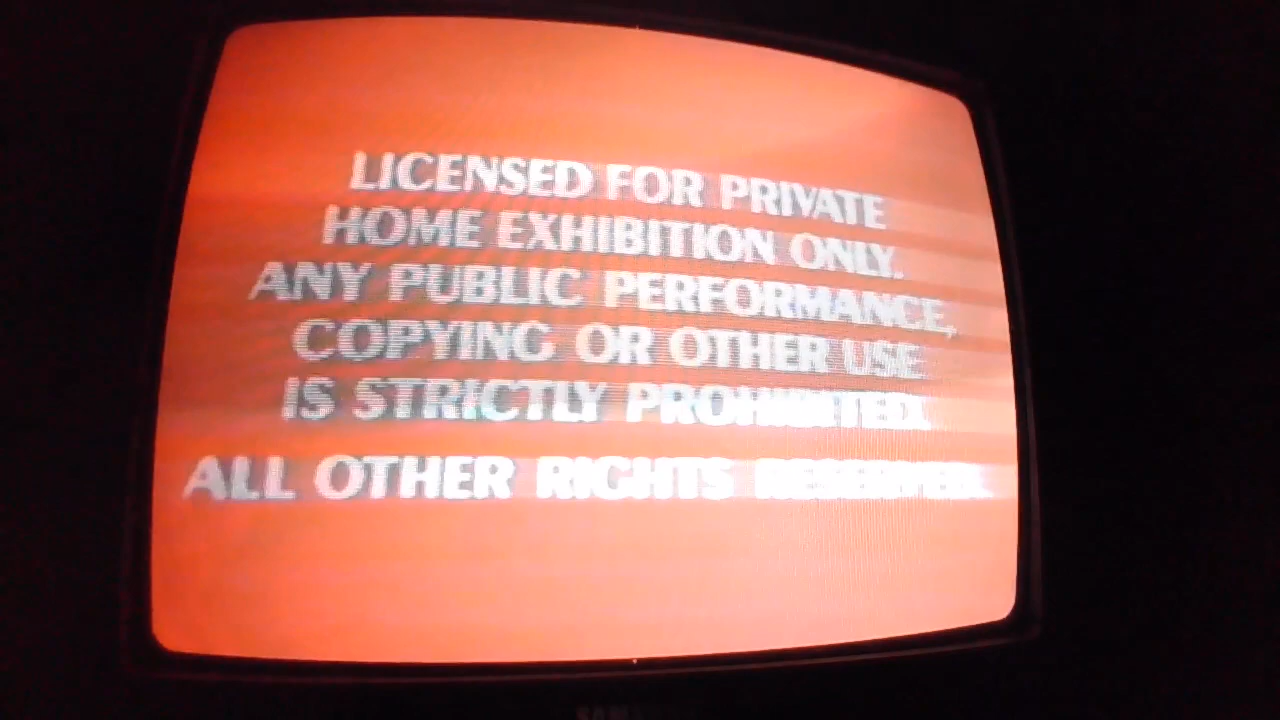 LICENSED FOR PRIVATE
HOME EXHIBITION ONLY.
ANY PUBLIC PERFORMANCE,
COPYING OR OTHER USE
IS STRICTLY PROHIBITED.
ALL OTHER RIGHTS RESERVED.